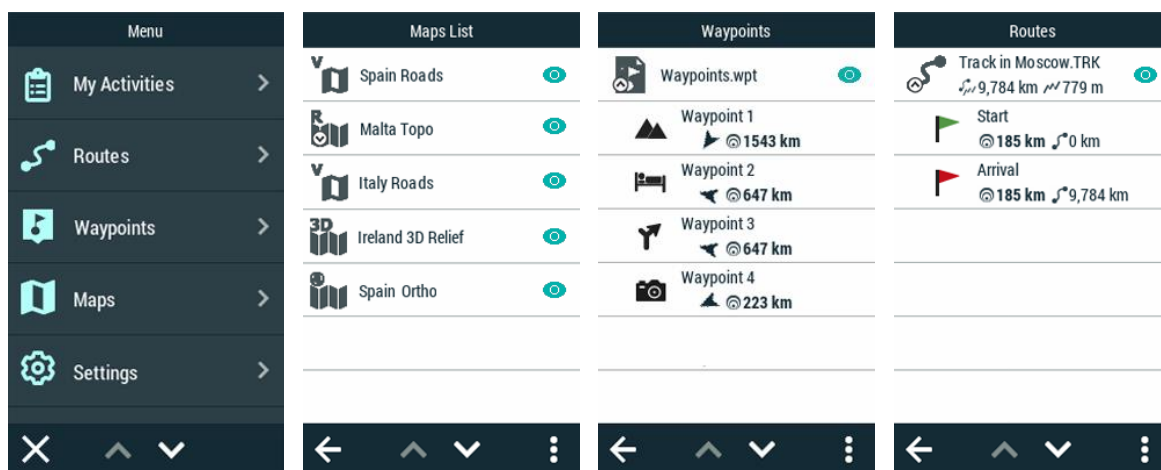 Menu
My Activities
Routes
Waypoints
Maps
Settings
Maps List
V
Spain Roads
R
Malta Topo
V
Italy Roads
3D
Ireland 3D Relief
Spain Ortho
Waypoints
Waypoints.wpt
Waypoint 1
1543 km
Waypoint 2
647 km
Waypoint 3
647 km
Waypoint 4
223 km
Routes
Track in Moscow.TRK
9,784 km 779 m
Start
185 km 0 km
Arrival
185 km 9,784 km